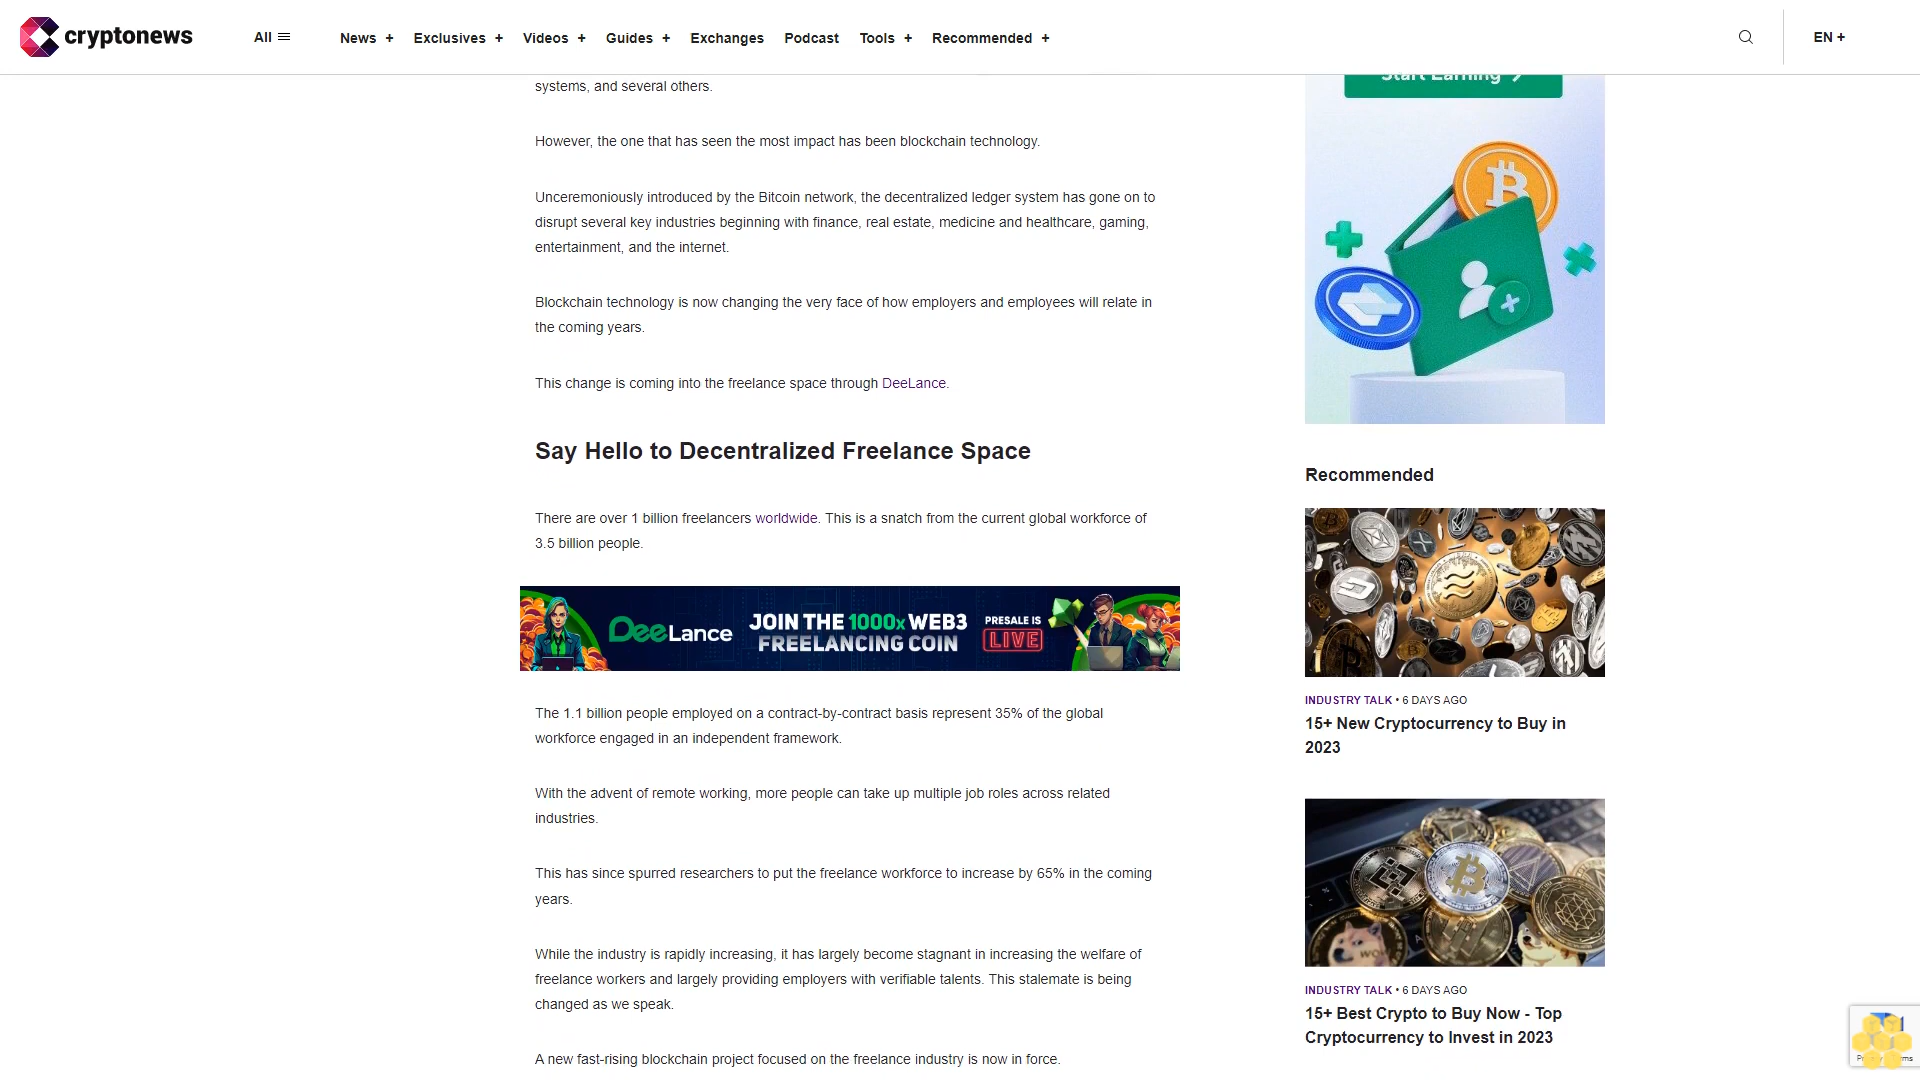 cryptonews
All
News +
Exclusives +
Videos +
Guides +
Exchanges
Podcast
Tools +
Recommended +
EN +
systems, and several others.
However, the one that has seen the most impact has been blockchain technology.
Unceremoniously introduced by the Bitcoin network, the decentralized ledger system has gone on to
disrupt several key industries beginning with finance, real estate, medicine and healthcare, gaming,
entertainment, and the internet.
Blockchain technology is now changing the very face of how employers and employees will relate in
the coming years.
This change is coming into the freelance space through DeeLance.
Say Hello to Decentralized Freelance Space
There are over 1 billion freelancers worldwide. This is a snatch from the current global workforce of
3.5 billion people.
DeeLance
JOIN THE 1000x WEB3
FREELANCING COIN
PRESALE IS
LIVE
The 1.1 billion people employed on a contract-by-contract basis represent 35% of the global
workforce engaged in an independent framework.
With the advent of remote working, more people can take up multiple job roles across related
industries.
This has since spurred researchers to put the freelance workforce to increase by 65% in the coming
years.
While the industry is rapidly increasing, it has largely become stagnant in increasing the welfare of
freelance workers and largely providing employers with verifiable talents. This stalemate is being
changed as we speak.
A new fast-rising blockchain project focused on the freelance industry is now in force.
Start Earning
Recommended
INDUSTRY TALK • 6 DAYS AGO
15+ New Cryptocurrency to Buy in
2023
INDUSTRY TALK • 6 DAYS AGO
15+ Best Crypto to Buy Now - Top
Cryptocurrency to Invest in 2023